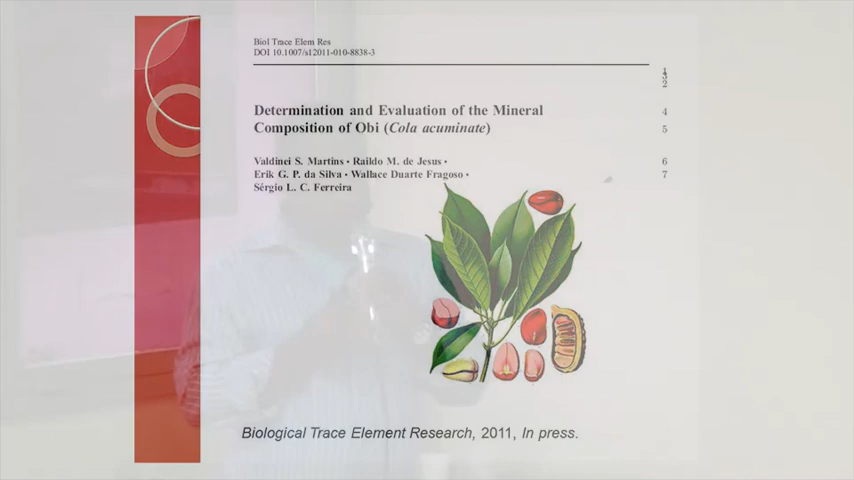 Biol Trace Elem Res
DOI 10.1007/s12011-010-8838-3
Determination and Evaluation of the Mineral 4
Composition of Obi (Cola acuminate) 5
Valdinei S. Martins • Raildo M. de Jesus • 6
Erik G. P. da Silva • Wallace Duarte Fragoso • 7
Sérgio L. C. Ferreira
Biological Trace Element Research, 2011, In press.